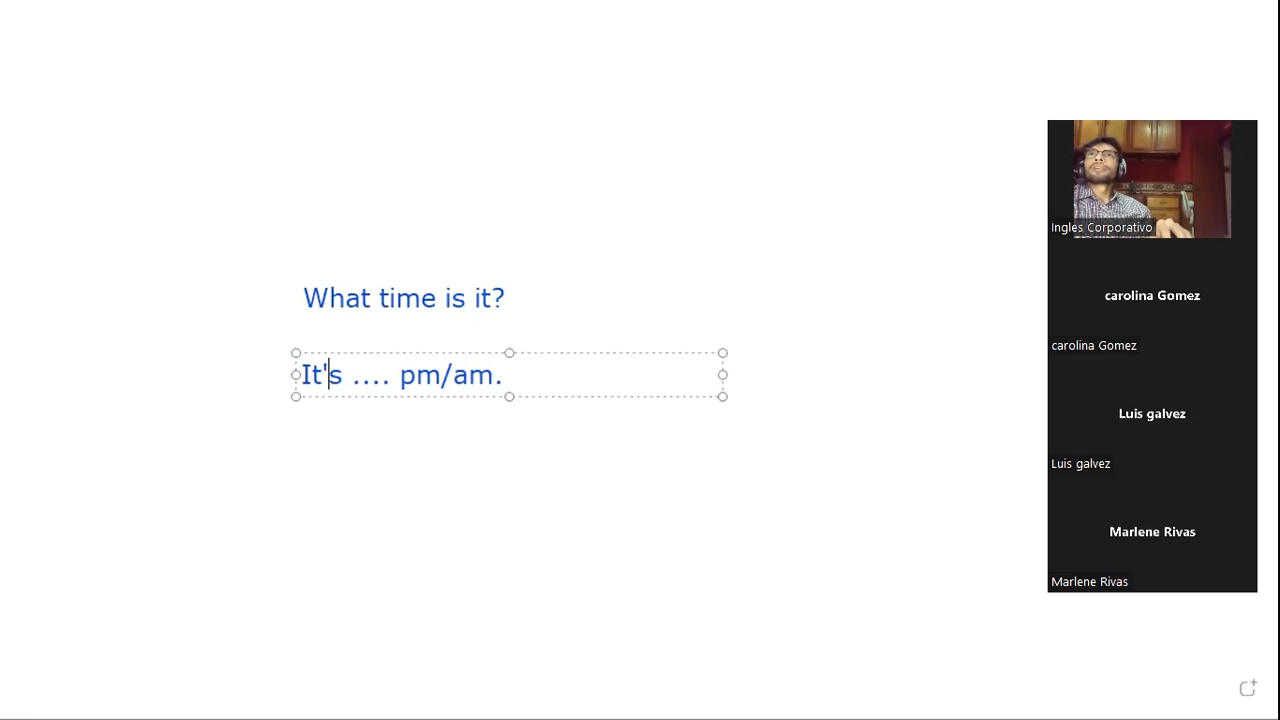 What time is it?
It's .... pm/am.
Ingles Corporativo
carolina Gomez
carolina Gomez
Luis galvez
Luis galvez
Marlene Rivas
Marlene Rivas